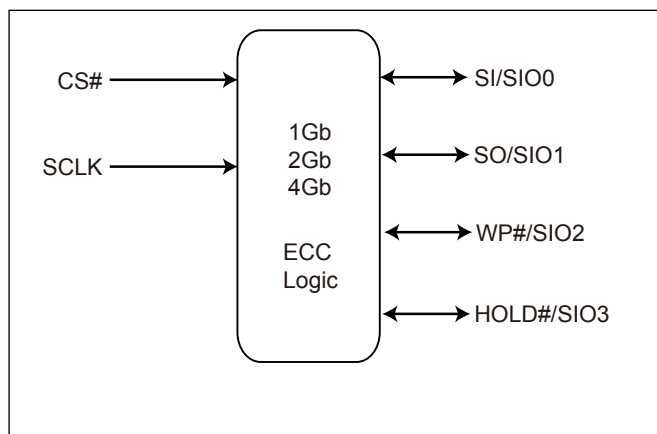 CS#
SCLK
1Gb
2Gb
4Gb
ECC
Logic
SI/SIO0
SO/SIO1
WP#/SIO2
HOLD#/SIO3